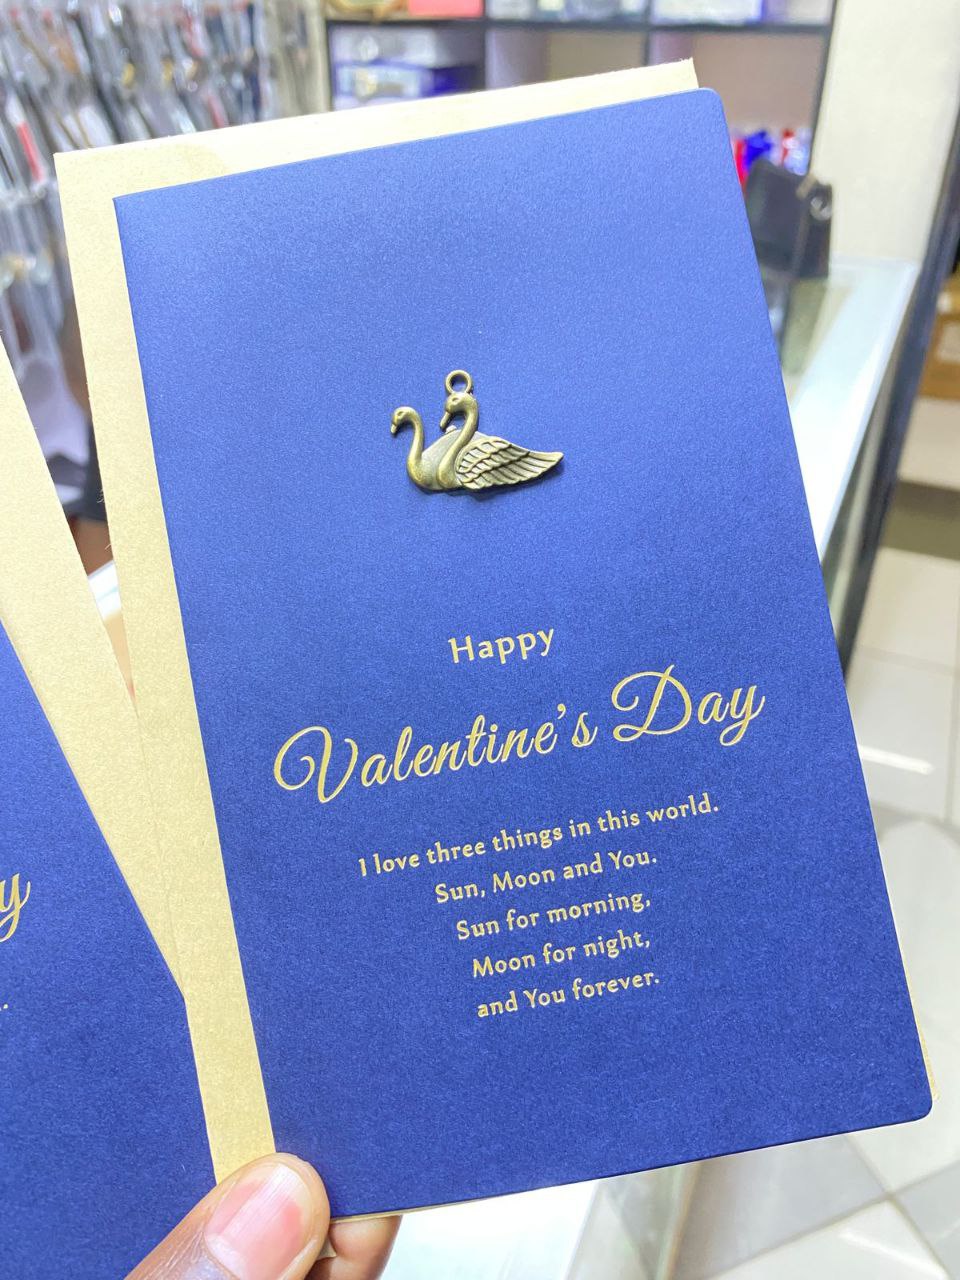 Happy
Valentine's Day
I love three things in this world.
Sun, Moon and You.
Sun for morning,
Moon for night,
and You forever.
y
.